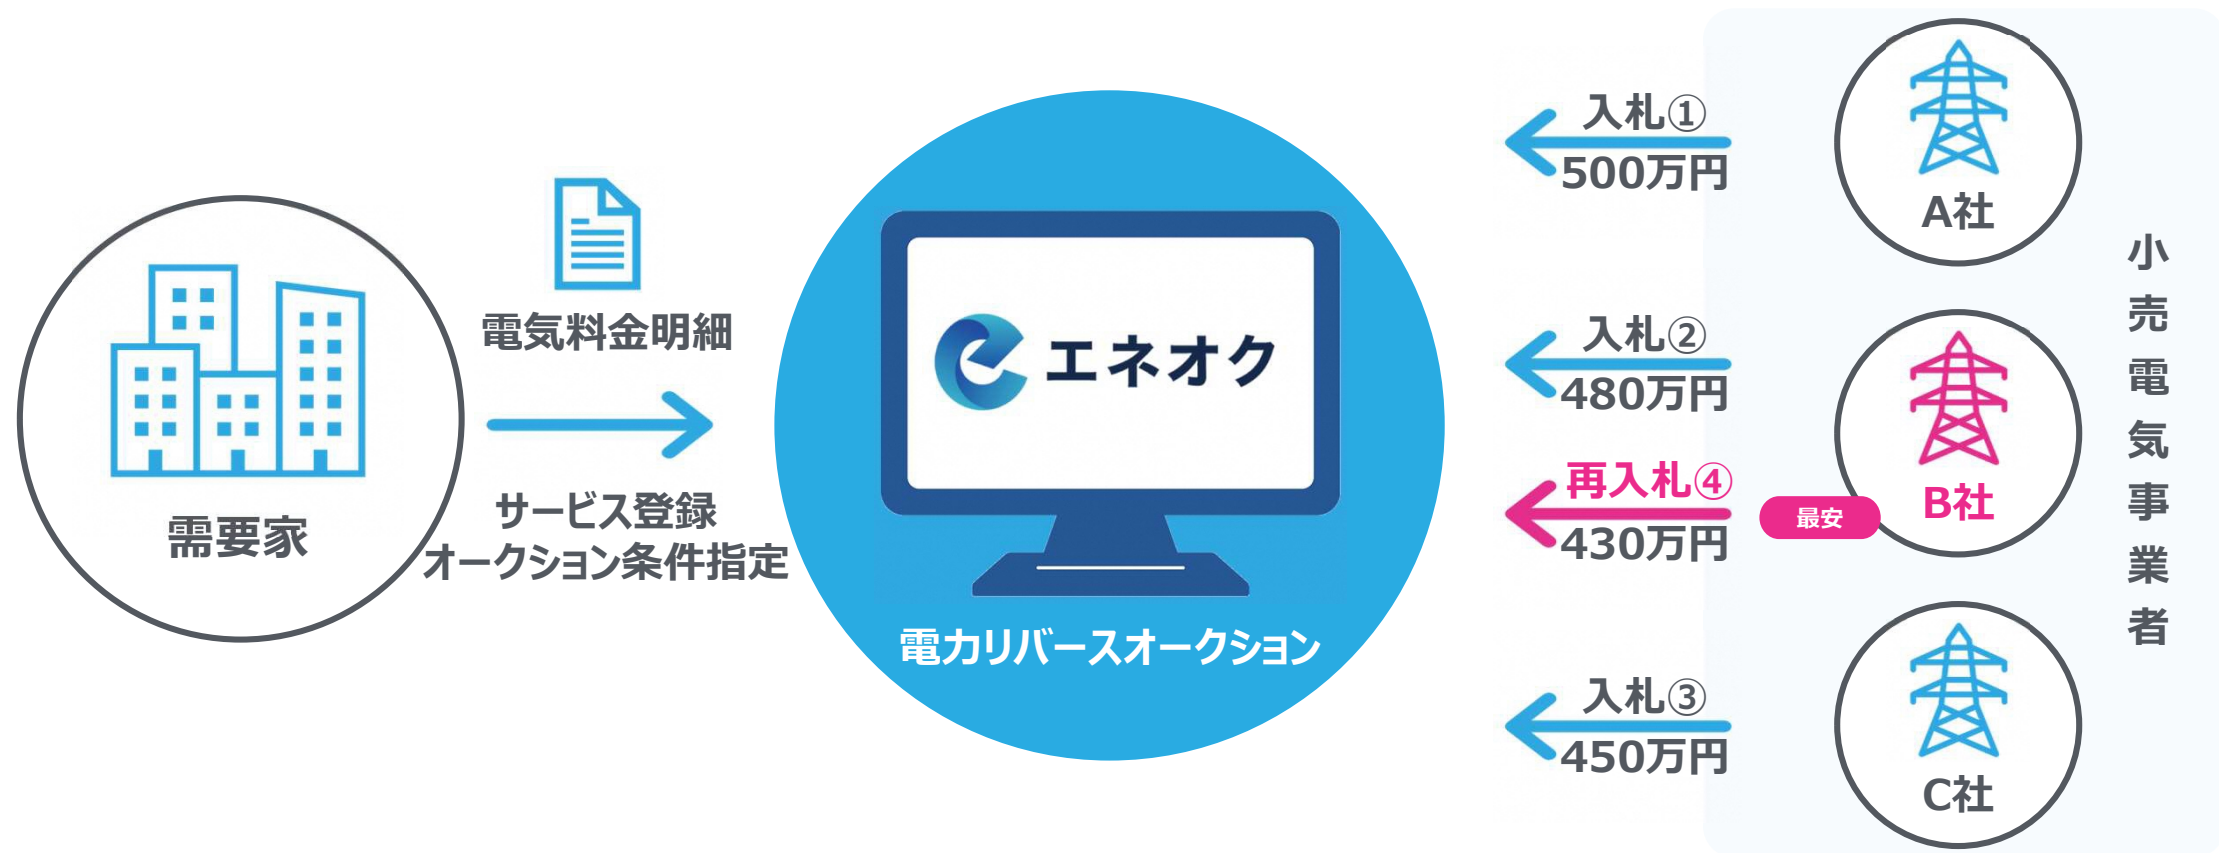 需要家
電気料金明細
サービス登録
オークション条件指定
エネオク
電力リバースオークション
入札①
500万円
入札②
480万円
再入札④
430万円
入札③
450万円
A社
B社
最安
C社
小売電気事業者